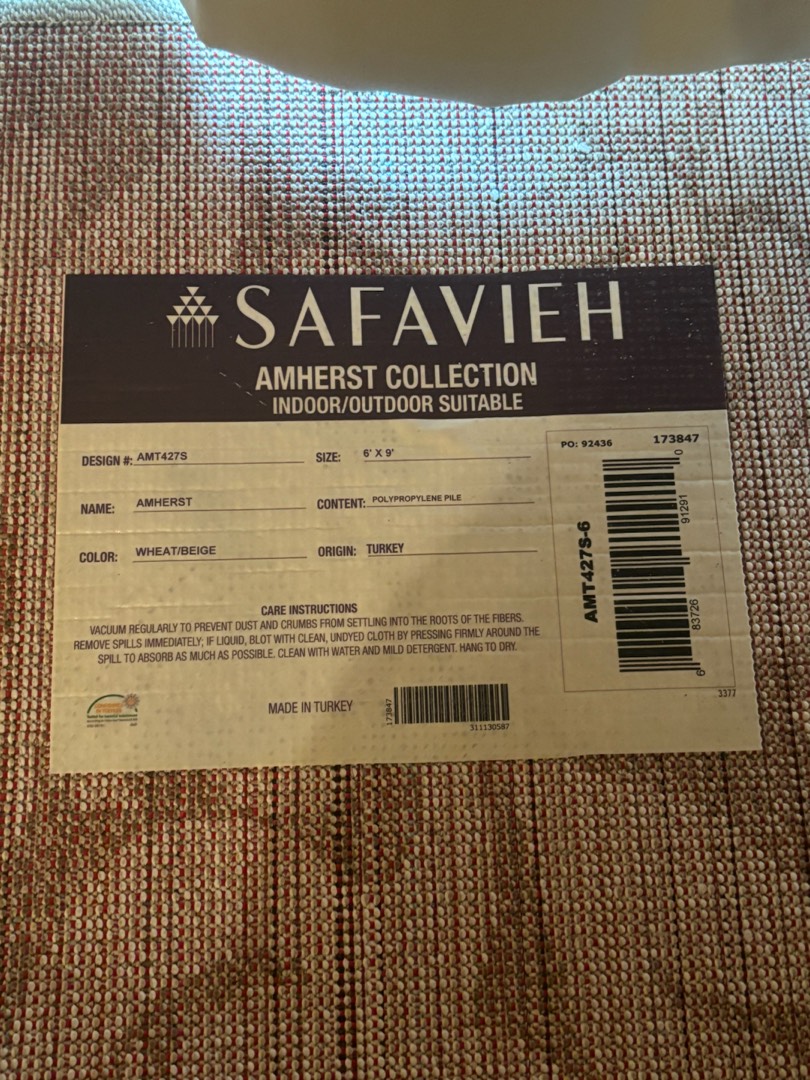 SAFAVIEH
AMHERST COLLECTION
INDOOR/OUTDOOR SUITABLE
DESIGN #: AMT427S
SIZE: 6' X 9'
NAME: AMHERST
CONTENT: POLYPROPYLENE PILE
COLOR: WHEAT/BEIGE
ORIGIN: TURKEY
PO: 92436 173847
AMT427S-6
6 83726 91291 0
3377
CARE INSTRUCTIONS
VACUUM REGULARLY TO PREVENT DUST AND CRUMBS FROM SETTLING INTO THE ROOTS OF THE FIBERS.
REMOVE SPILLS IMMEDIATELY; IF LIQUID, BLOT WITH CLEAN, UNDYED CLOTH BY PRESSING FIRMLY AROUND THE
SPILL TO ABSORB AS MUCH AS POSSIBLE. CLEAN WITH WATER AND MILD DETERGENT. HANG TO DRY.
MADE IN TURKEY
173847
311130587